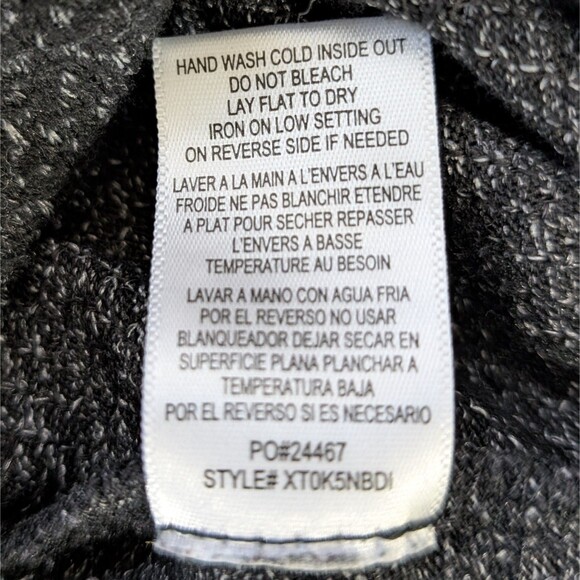 HAND WASH COLD INSIDE OUT
DO NOT BLEACH
LAY FLAT TO DRY
IRON ON LOW SETTING
ON REVERSE SIDE IF NEEDED
LAVER A LA MAIN A L'ENVERS A L'EAU
FROIDE NE PAS BLANCHIR ETENDRE
A PLAT POUR SECHER REPASSER
L'ENVERS A BASSE
TEMPERATURE AU BESOIN
LAVAR A MANO CON AGUA FRIA
POR EL REVERSO NO USAR
BLANQUEADOR DEJAR SECAR EN
SUPERFICIE PLANA PLANCHAR A
TEMPERATURA BAJA
POR EL REVERSO SI ES NECESARIO
PO#24467
STYLE# XT0K5NBDI